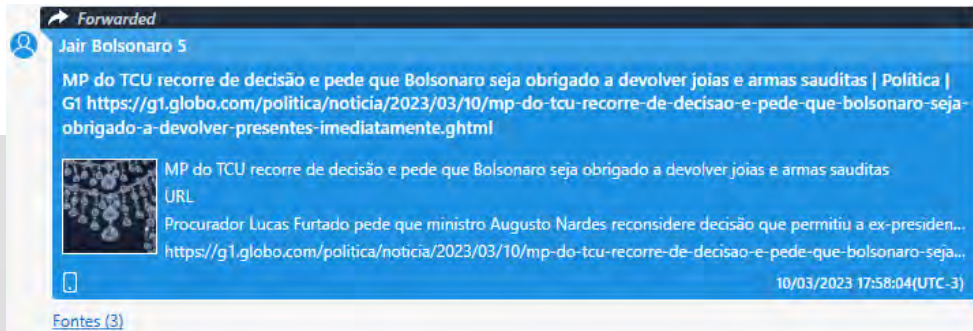 Forwarded
Jair Bolsonaro 5
MP do TCU recorre de decisão e pede que Bolsonaro seja obrigado a devolver joias e armas sauditas | Política |
G1 https://g1.globo.com/politica/noticia/2023/03/10/mp-do-tcu-recorre-de-decisao-e-pede-que-bolsonaro-seja-
obrigado-a-devolver-presentes-imediatamente.ghtml
MP do TCU recorre de decisão e pede que Bolsonaro seja obrigado a devolver joias e armas sauditas
URL
Procurador Lucas Furtado pede que ministro Augusto Nardes reconsidere decisão que permitiu a ex-presiden...
https://g1.globo.com/politica/noticia/2023/03/10/mp-do-tcu-recorre-de-decisao-e-pede-que-bolsonaro-seja...
10/03/2023 17:58:04(UTC-3)
Fontes (3)